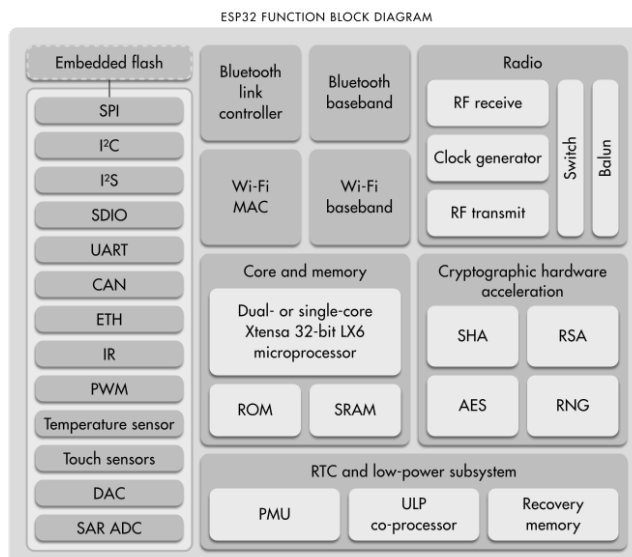 ESP32 FUNCTION BLOCK DIAGRAM
Embedded flash
SPI
I²C
I²S
SDIO
UART
CAN
ETH
IR
PWM
Temperature sensor
Touch sensors
DAC
SAR ADC
Bluetooth
link
controller
Bluetooth
baseband
Wi-Fi
MAC
Wi-Fi
baseband
Radio
RF receive
Clock generator
RF transmit
Switch
Balun
Core and memory
Dual- or single-core
Xtensa 32-bit LX6
microprocessor
ROM
SRAM
Cryptographic hardware
acceleration
SHA
RSA
AES
RNG
RTC and low-power subsystem
PMU
ULP
co-processor
Recovery
memory